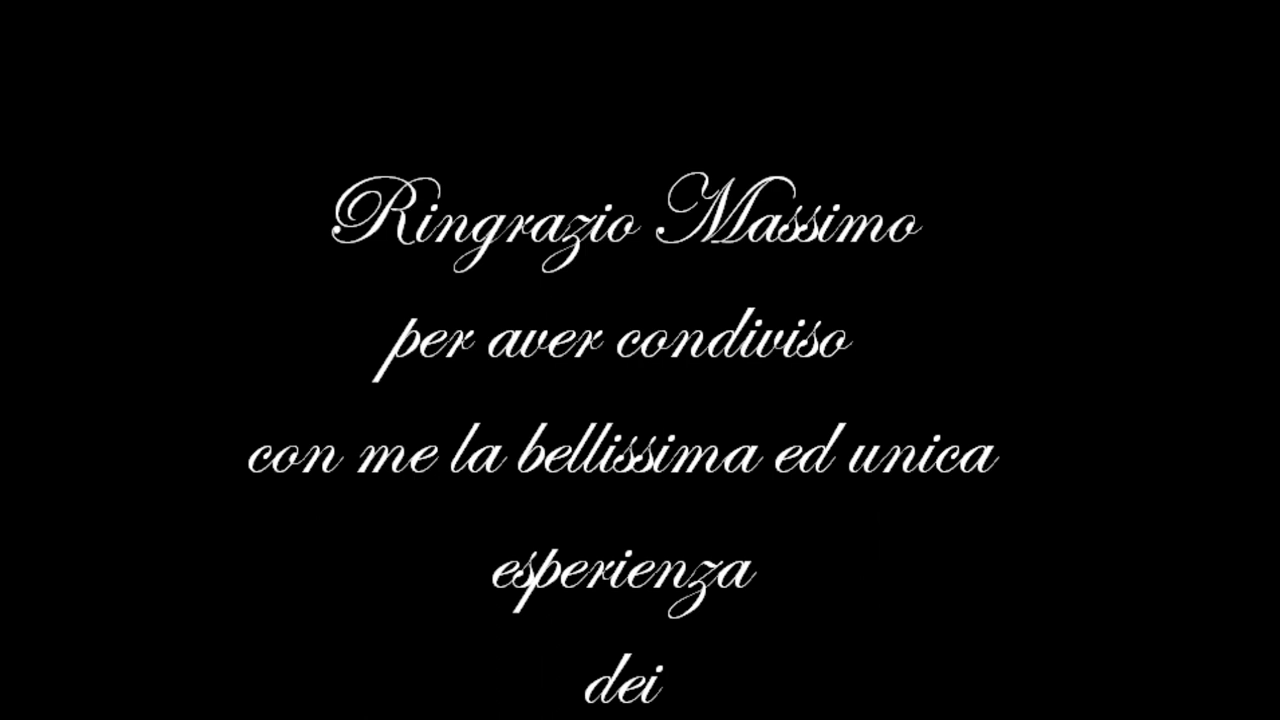 Ringrazio Massimo
per aver condiviso
con me la bellissima ed unica
esperienza
dei